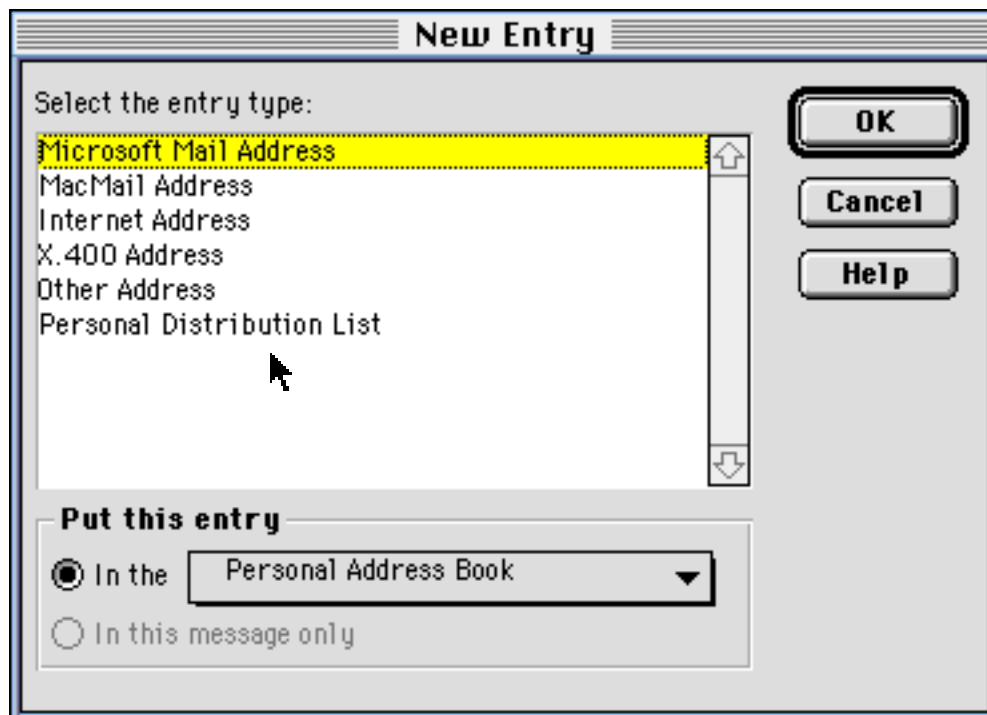 New Entry
Select the entry type:
Microsoft Mail Address
MacMail Address
Internet Address
X.400 Address
Other Address
Personal Distribution List
OK
Cancel
Help
Put this entry
In the Personal Address Book
In this message only